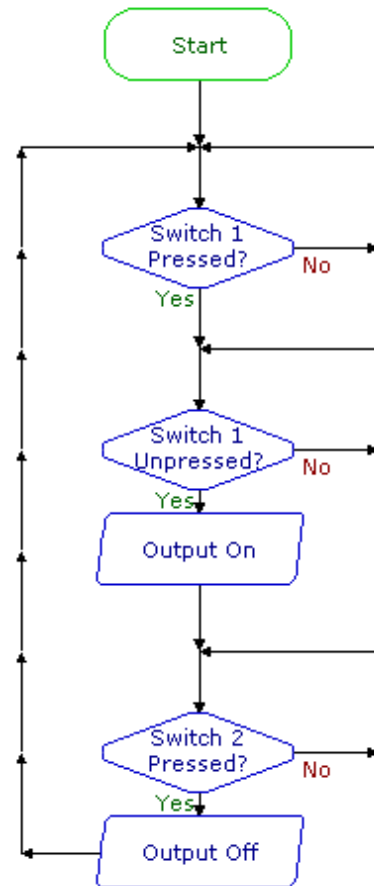 Start
Switch 1
Pressed?
No
Yes
Switch 1
Unpressed?
No
Yes
Output On
Switch 2
Pressed?
No
Yes
Output Off